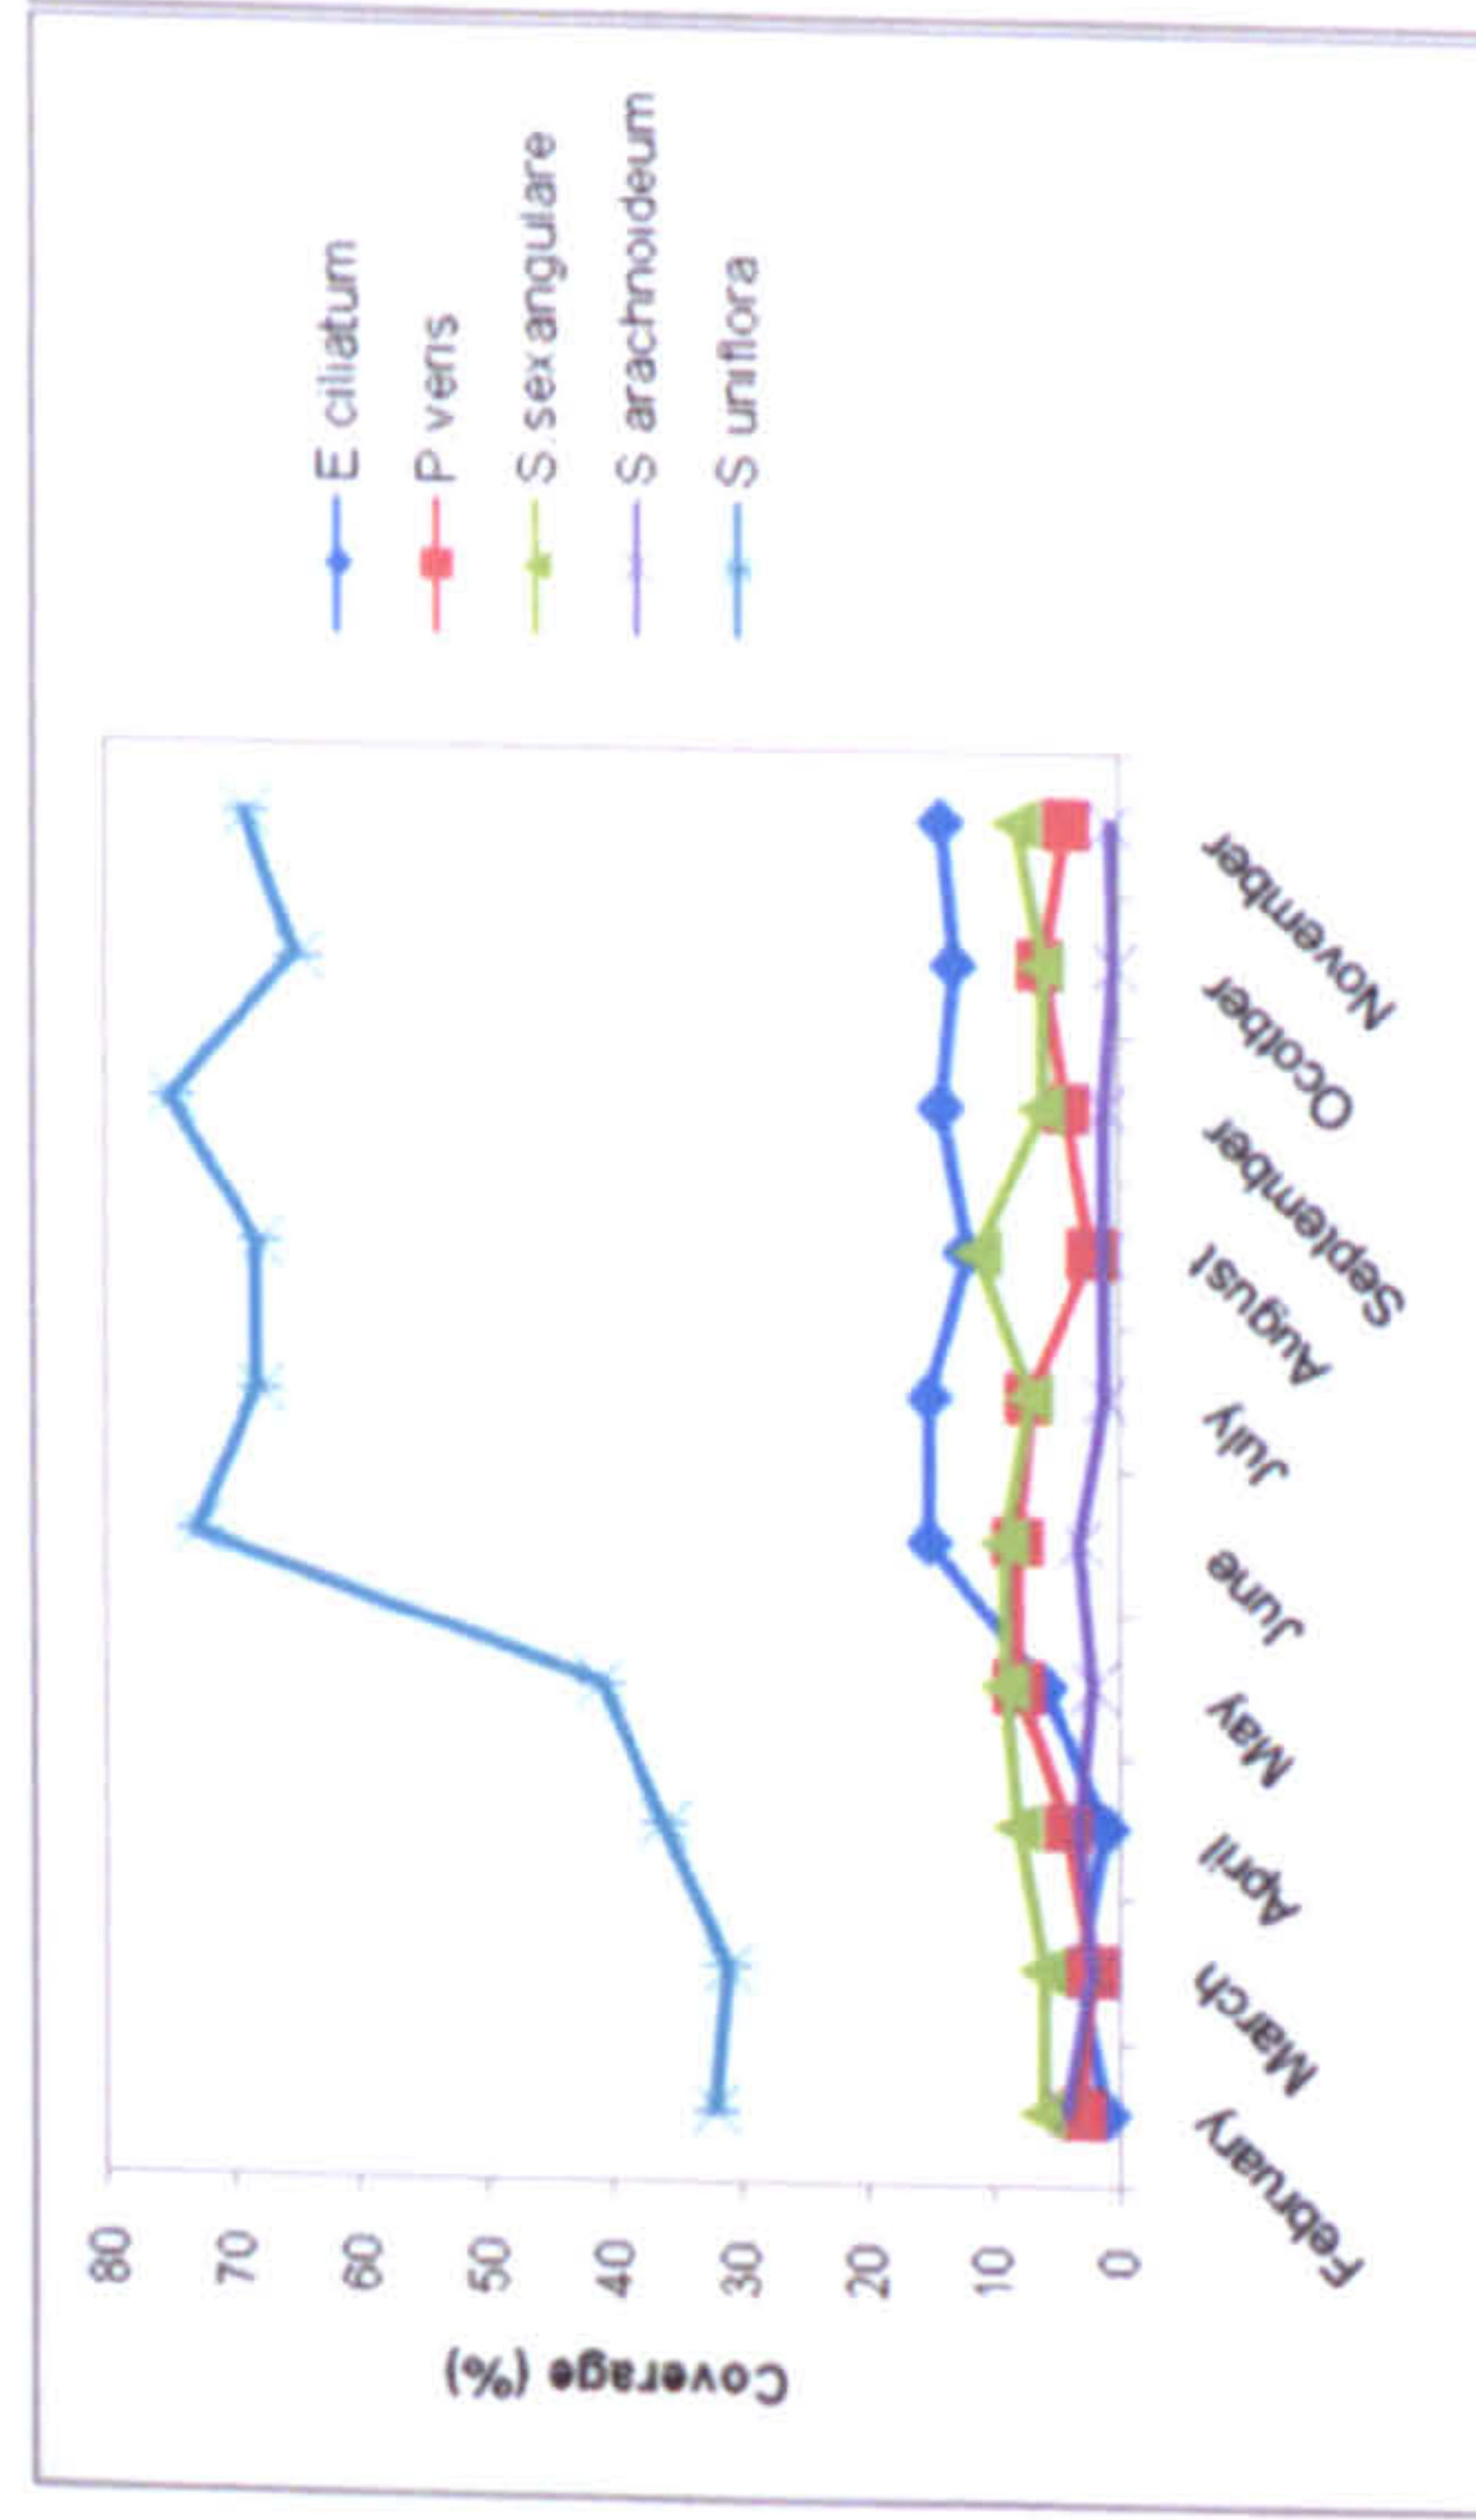 Coverage (%)
80
70
60
50
40
30
20
10
0
February
March
April
May
June
July
August
September
Ocotber
November
E ciliatum
P veris
S.sexangulare
S arachnoideum
S uniflora